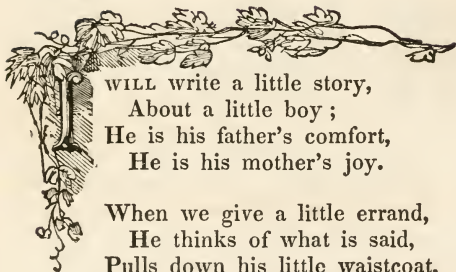 I WILL write a little story,
About a little boy;
He is his father's comfort,
He is his mother's joy.
When we give a little errand,
He thinks of what is said,
Pulls down his little waistcoat,